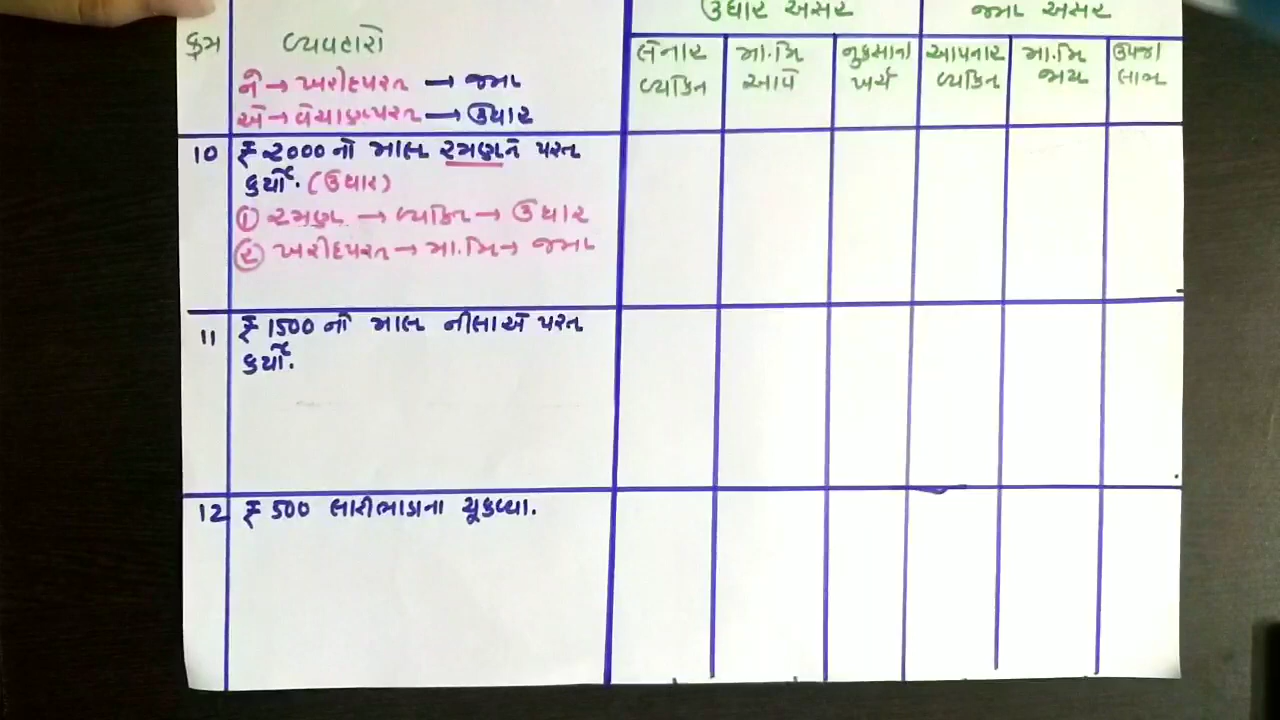 ઉધાર અસર જમા અસર
ક્રમ વ્યવહારો લેનાર વ્યક્તિ મા.મિ આવે નુકસાન/ ખર્ચ આપનાર વ્યક્તિ મા.મિ જાય ઉપજ/ લાભ
ને → ખરીદપરત → જમા
એ → વેચાણપરત → ઉધાર
10 ₹ 2000 નો માલ રમણને પરત
કર્યો. (ઉધાર)
① રમણ → વ્યક્તિ → ઉધાર
② ખરીદપરત → મા.મિ → જમા
11 ₹ 1500 નો માલ નીલાએ પરત
કર્યો.
12 ₹ 500 લારીભાડાના ચૂકવ્યા.